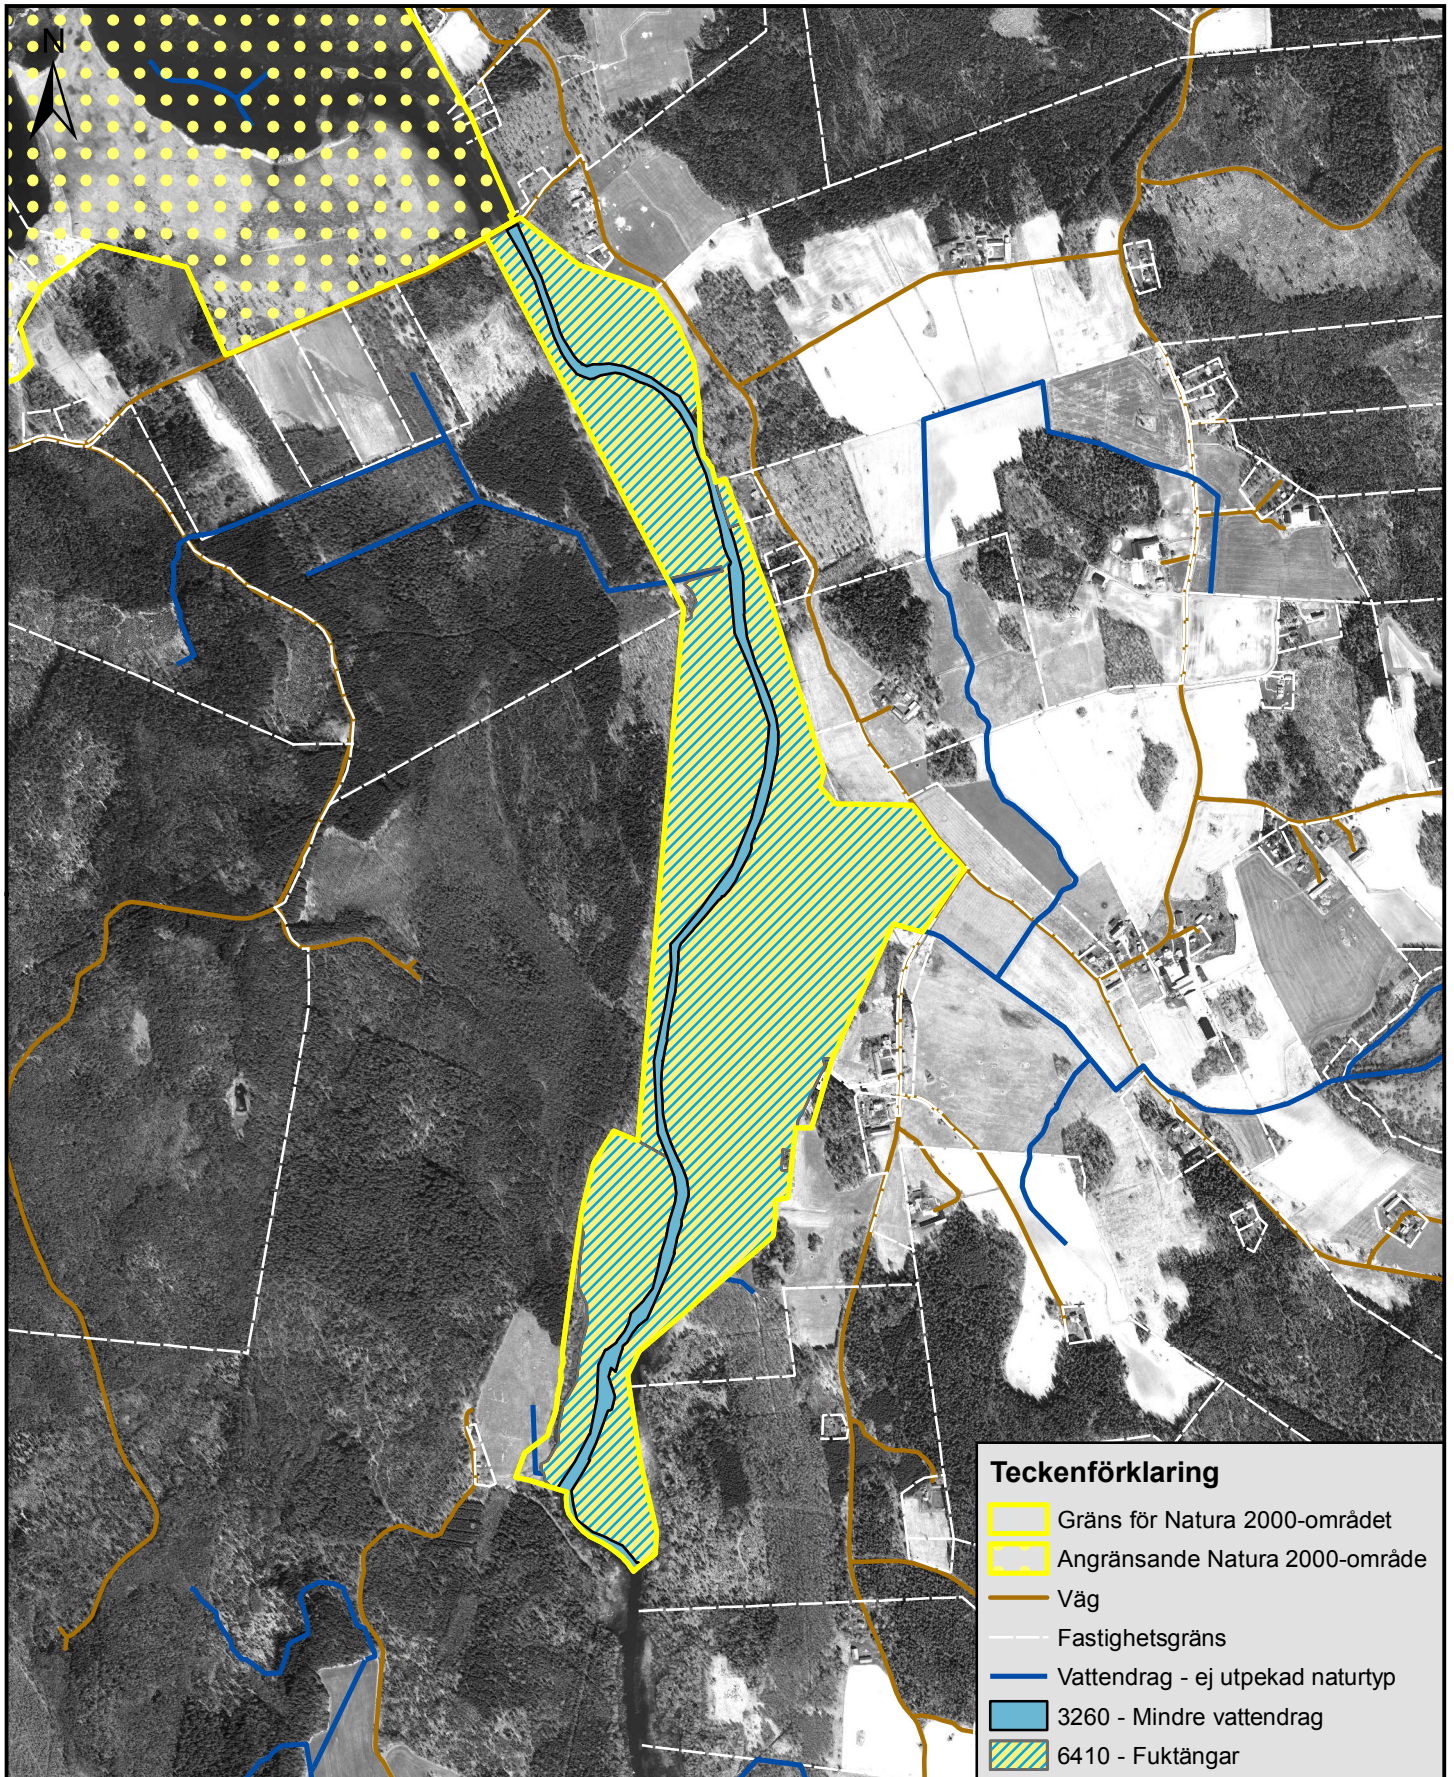 N
Teckenförklaring
Gräns för Natura 2000-området
Angränsande Natura 2000-område
Väg
Fastighetsgräns
Vattendrag - ej utpekad naturtyp
3260 - Mindre vattendrag
6410 - Fuktängar